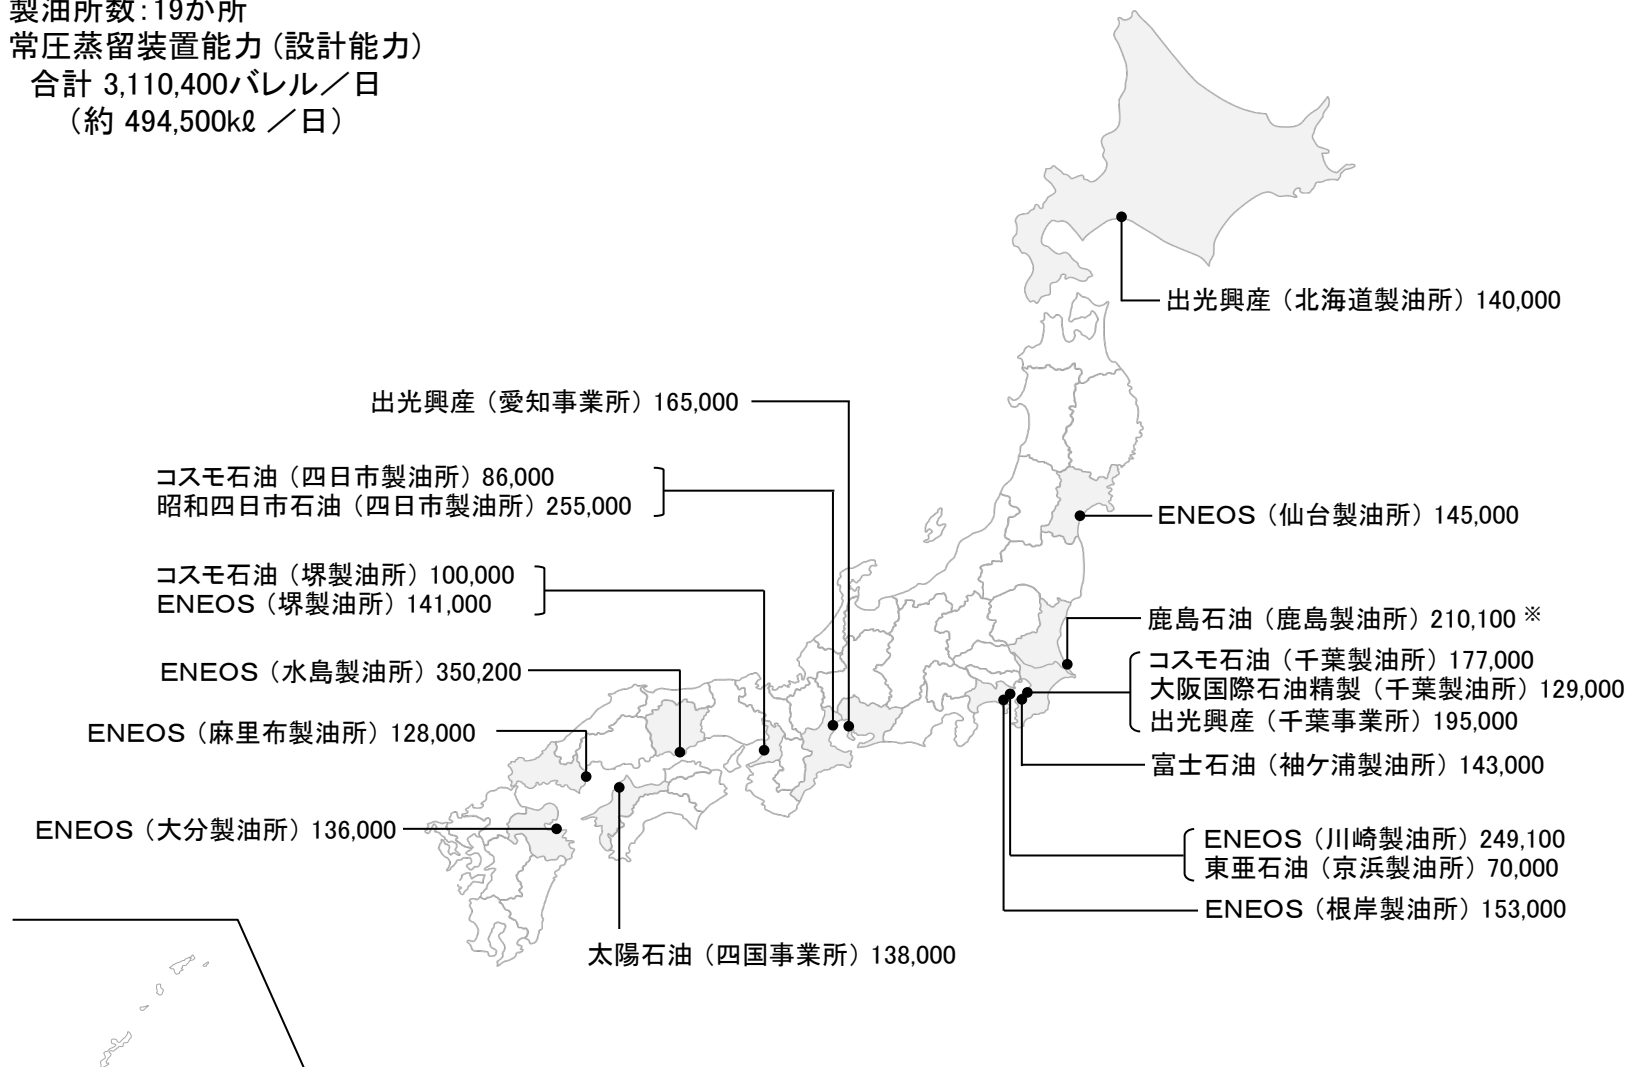 製油所数：19か所
常圧蒸留装置能力（設計能力）
合計 3,110,400バレル／日
（約 494,500kℓ ／日）
出光興産（北海道製油所）140,000
出光興産（愛知事業所）165,000
コスモ石油（四日市製油所）86,000
昭和四日市石油（四日市製油所）255,000
ENEOS（仙台製油所）145,000
コスモ石油（堺製油所）100,000
ENEOS（堺製油所）141,000
鹿島石油（鹿島製油所）210,100 ※
コスモ石油（千葉製油所）177,000
大阪国際石油精製（千葉製油所）129,000
出光興産（千葉事業所）195,000
ENEOS（水島製油所）350,200
ENEOS（麻里布製油所）128,000
富士石油（袖ケ浦製油所）143,000
ENEOS（大分製油所）136,000
ENEOS（川崎製油所）249,100
東亜石油（京浜製油所）70,000
ENEOS（根岸製油所）153,000
太陽石油（四国事業所）138,000